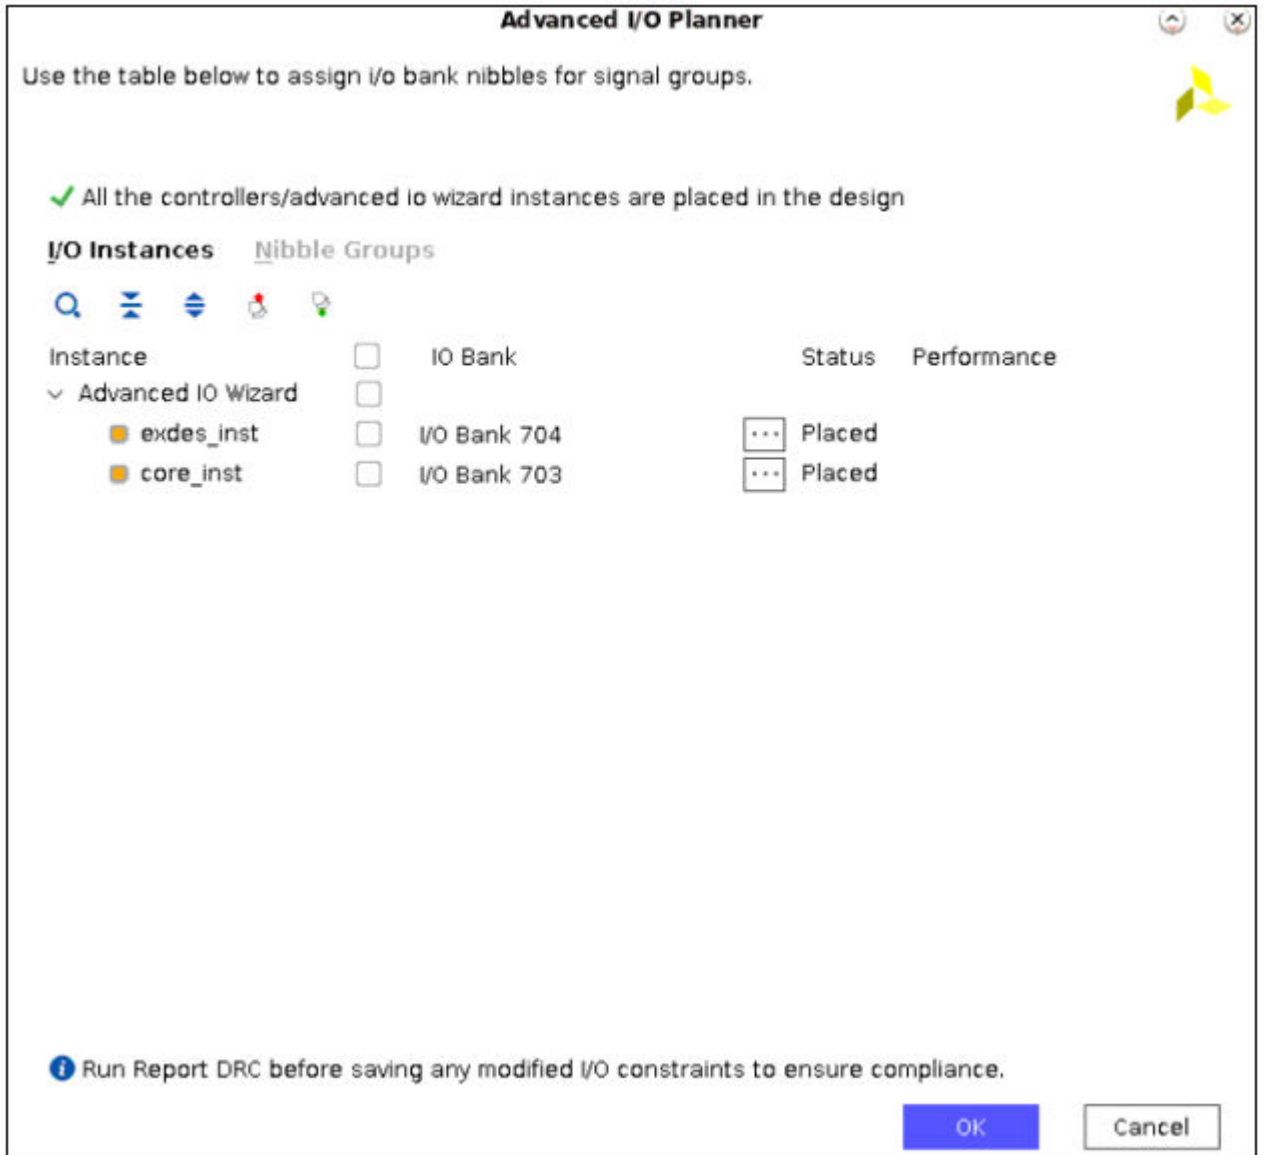 Advanced I/O Planner
Use the table below to assign i/o bank nibbles for signal groups.
All the controllers/advanced io wizard instances are placed in the design
I/O Instances Nibble Groups
Instance IO Bank Status Performance
Advanced IO Wizard
exdes_inst I/O Bank 704 ... Placed
core_inst I/O Bank 703 ... Placed
Run Report DRC before saving any modified I/O constraints to ensure compliance.
OK Cancel